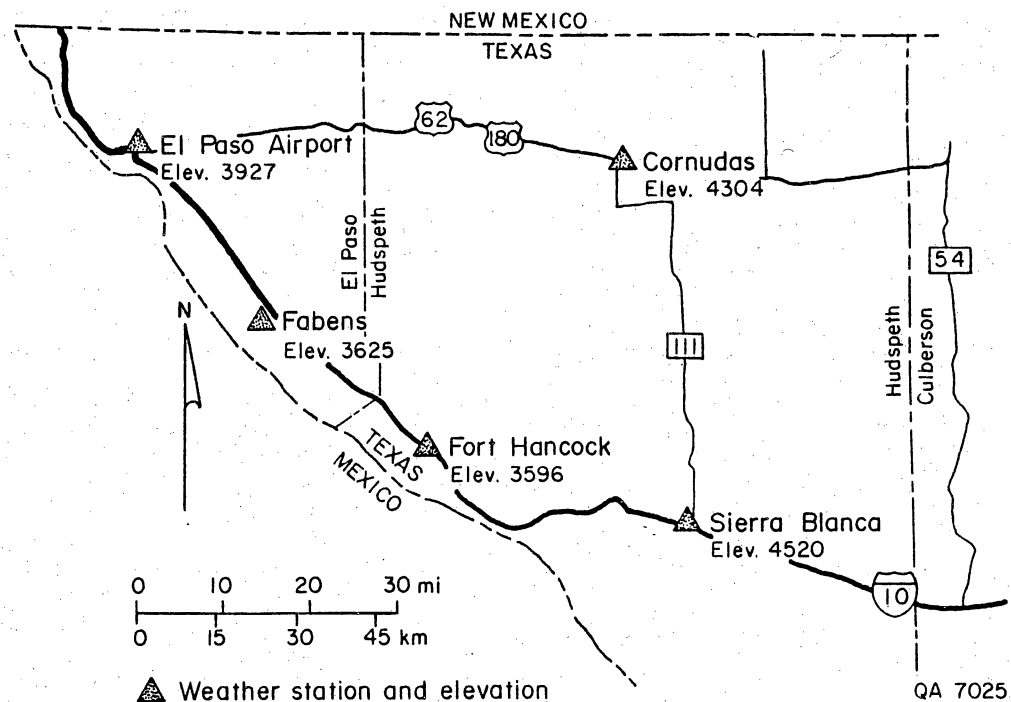 NEW MEXICO
TEXAS
62
180
El Paso Airport
Elev. 3927
Cornudas
Elev. 4304
El Paso
Hudspeth
54
N
Fabens
Elev. 3625
111
Hudspeth
Culberson
TEXAS
MEXICO
Fort Hancock
Elev. 3596
Sierra Blanca
Elev. 4520
10
0 10 20 30 mi
0 15 30 45 km
Weather station and elevation
QA 7025